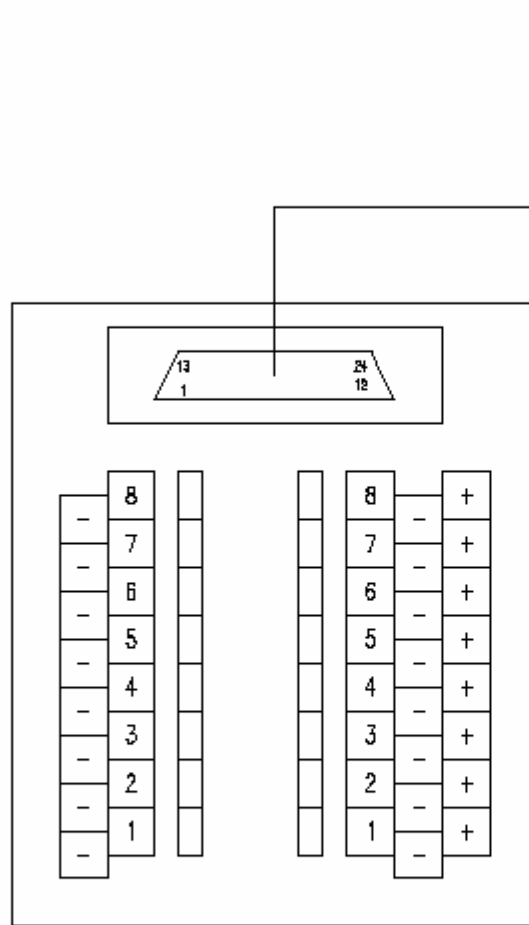 13 24
1 12
8 8 +
- -
7 7 +
- -
6 6 +
- -
5 5 +
- -
4 4 +
- -
3 3 +
- -
2 2 +
- -
1 1 +
- -